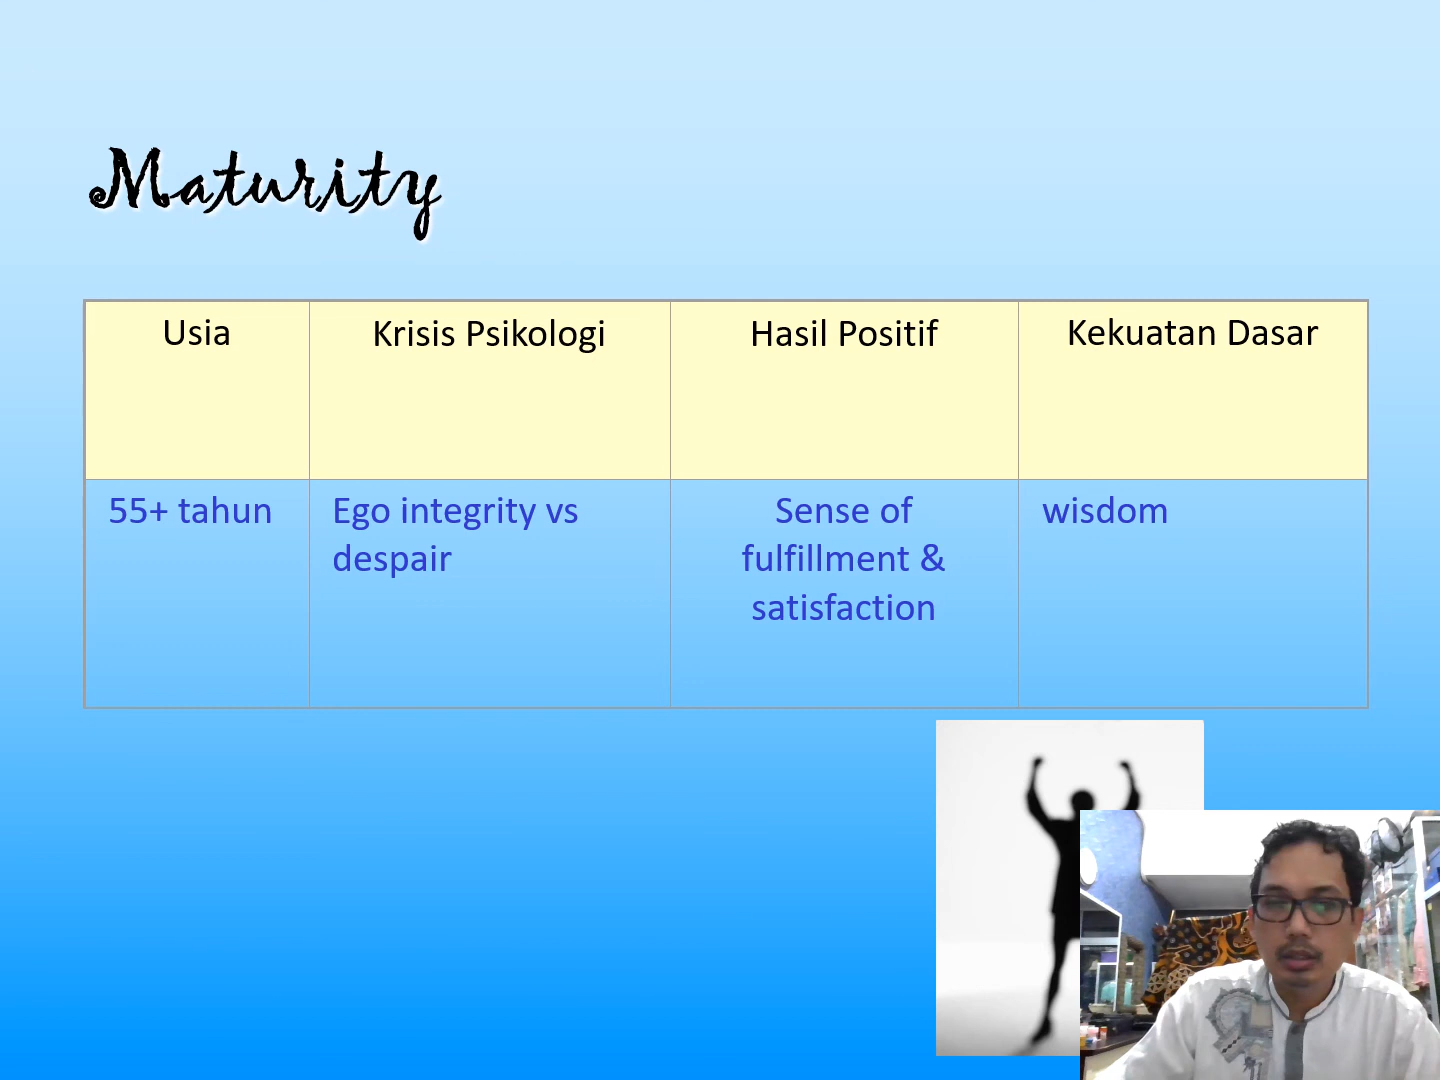 Maturity
Usia
Krisis Psikologi
Hasil Positif
Kekuatan Dasar
55+ tahun
Ego integrity vs
despair
Sense of
fulfillment &
satisfaction
wisdom